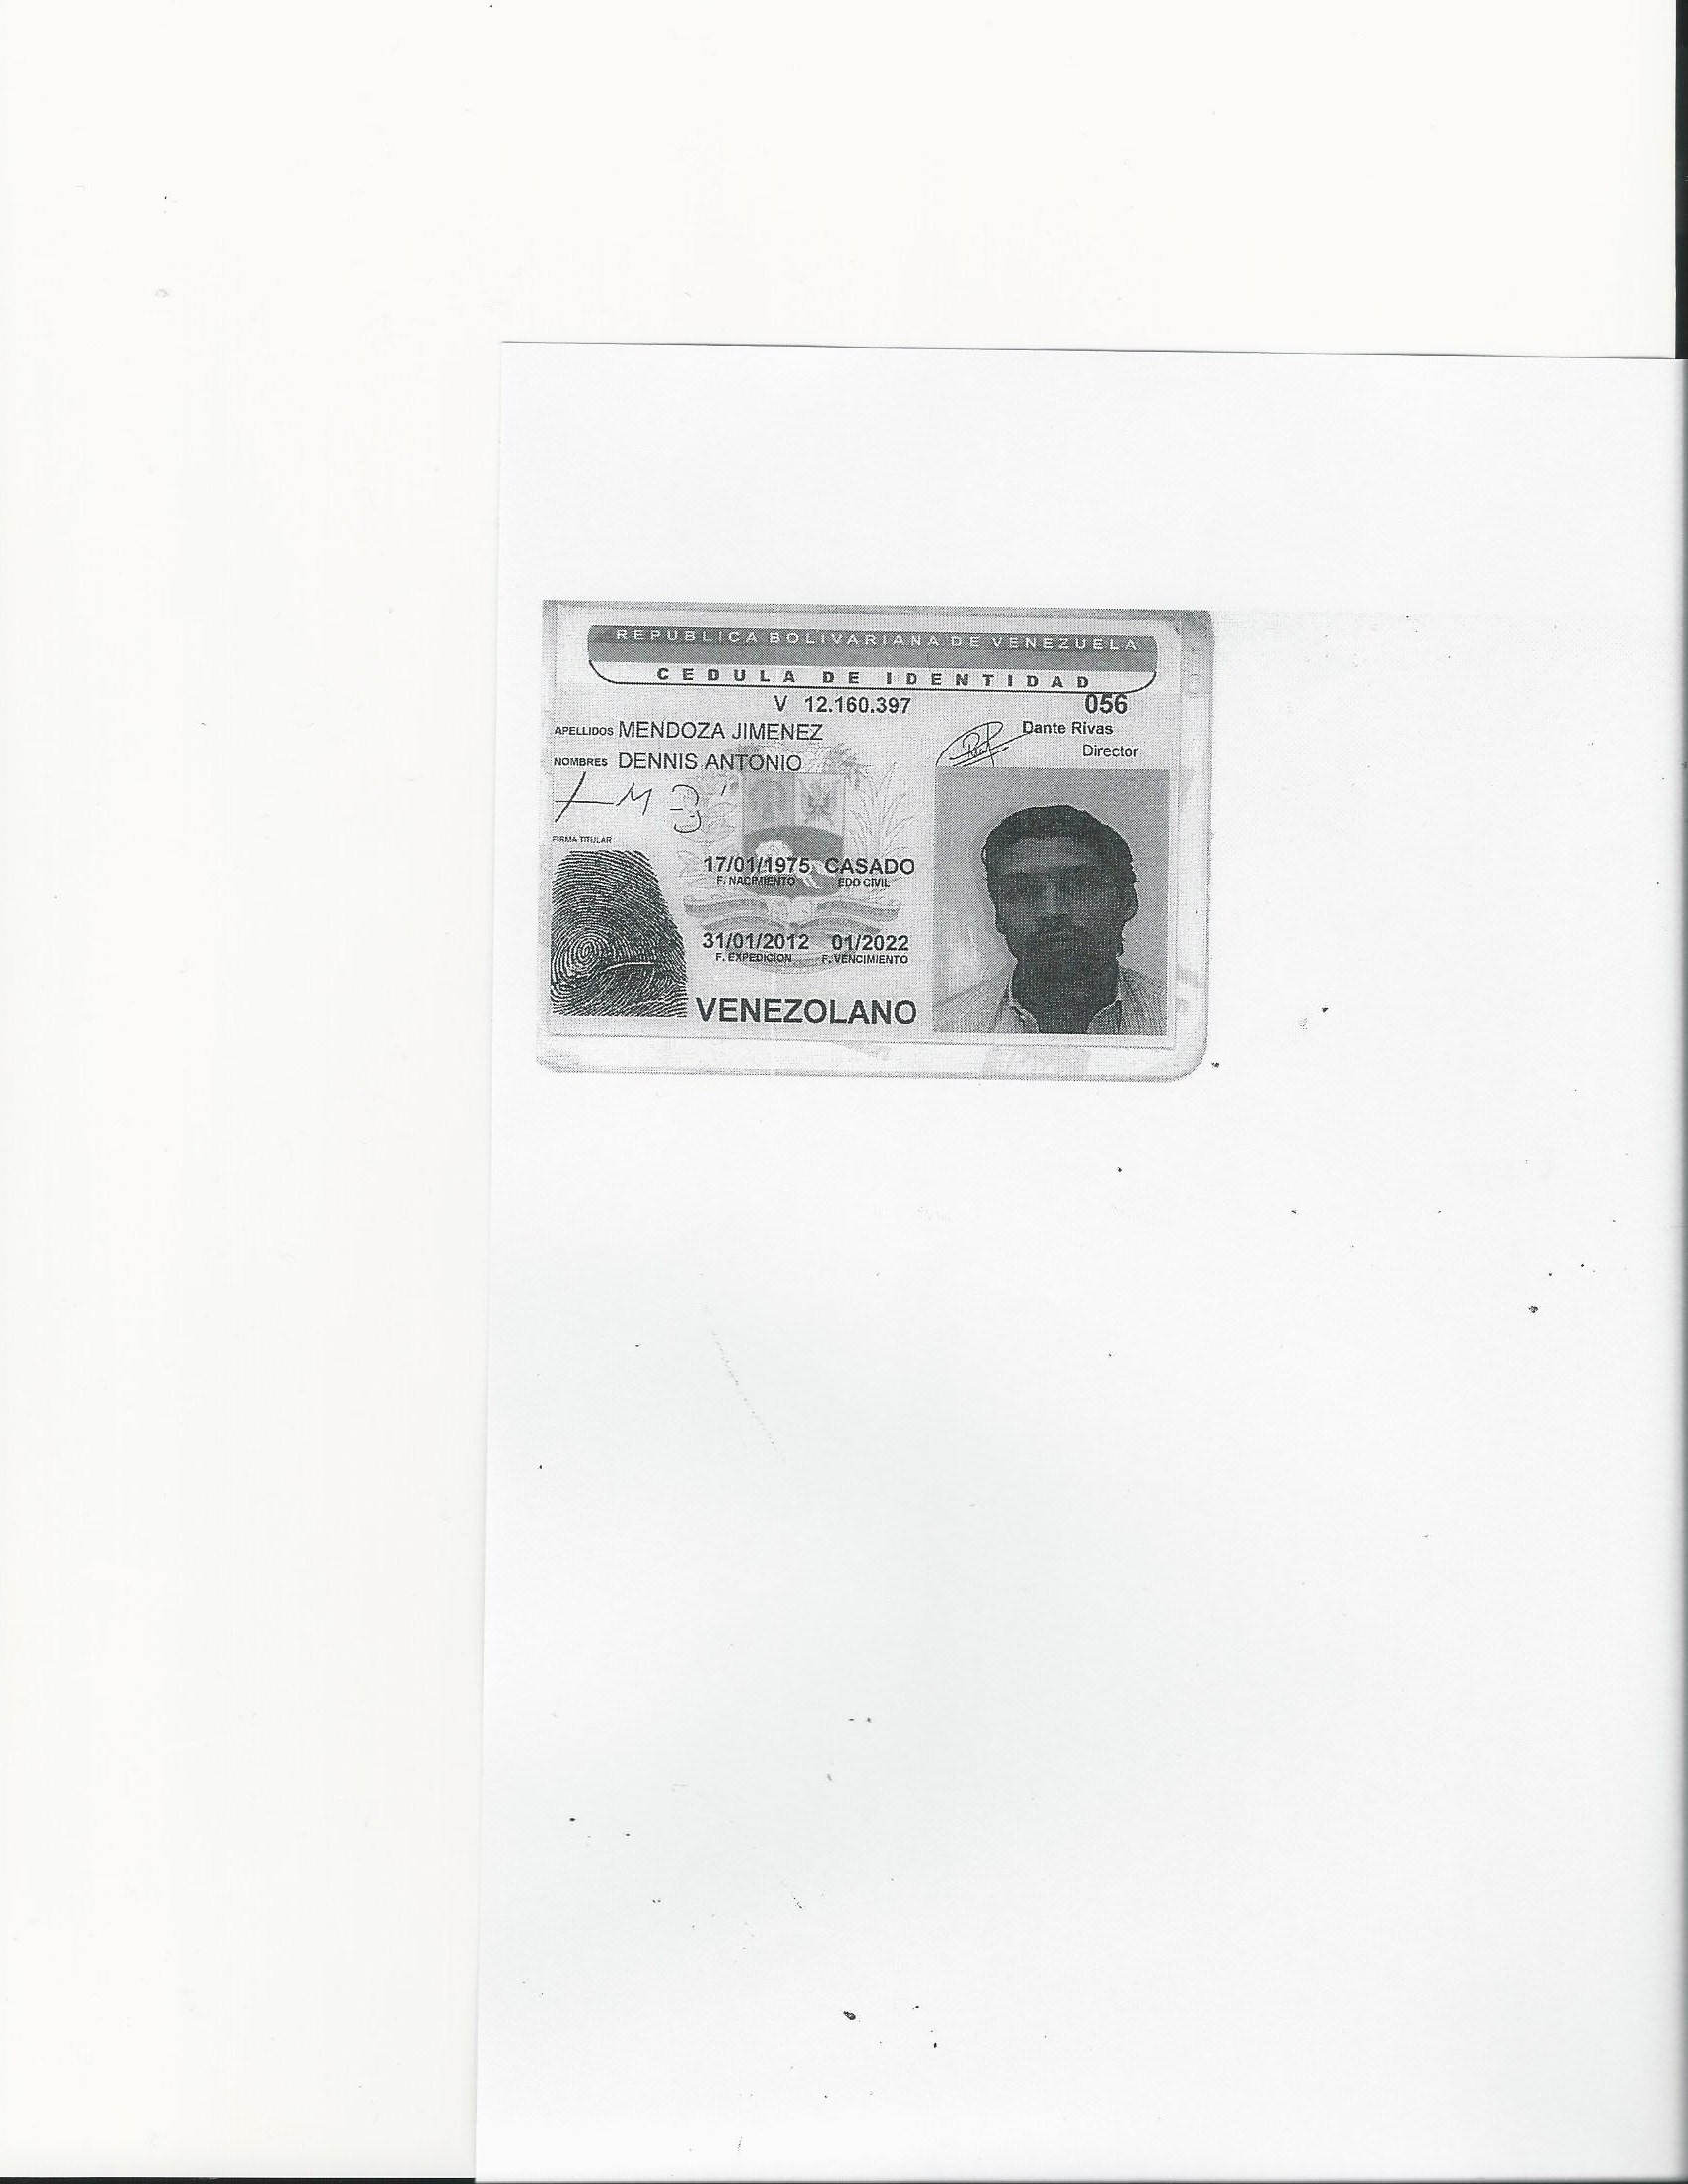 REPUBLICA BOLIVARIANA DE VENEZUELA
CEDULA DE IDENTIDAD
V 12.160.397 056
APELLIDOS MENDOZA JIMENEZ
Dante Rivas
Director
NOMBRES DENNIS ANTONIO
FIRMA TITULAR
17/01/1975 CASADO
F. NACIMIENTO EDO CIVIL
31/01/2012 01/2022
F. EXPEDICION F. VENCIMIENTO
VENEZOLANO